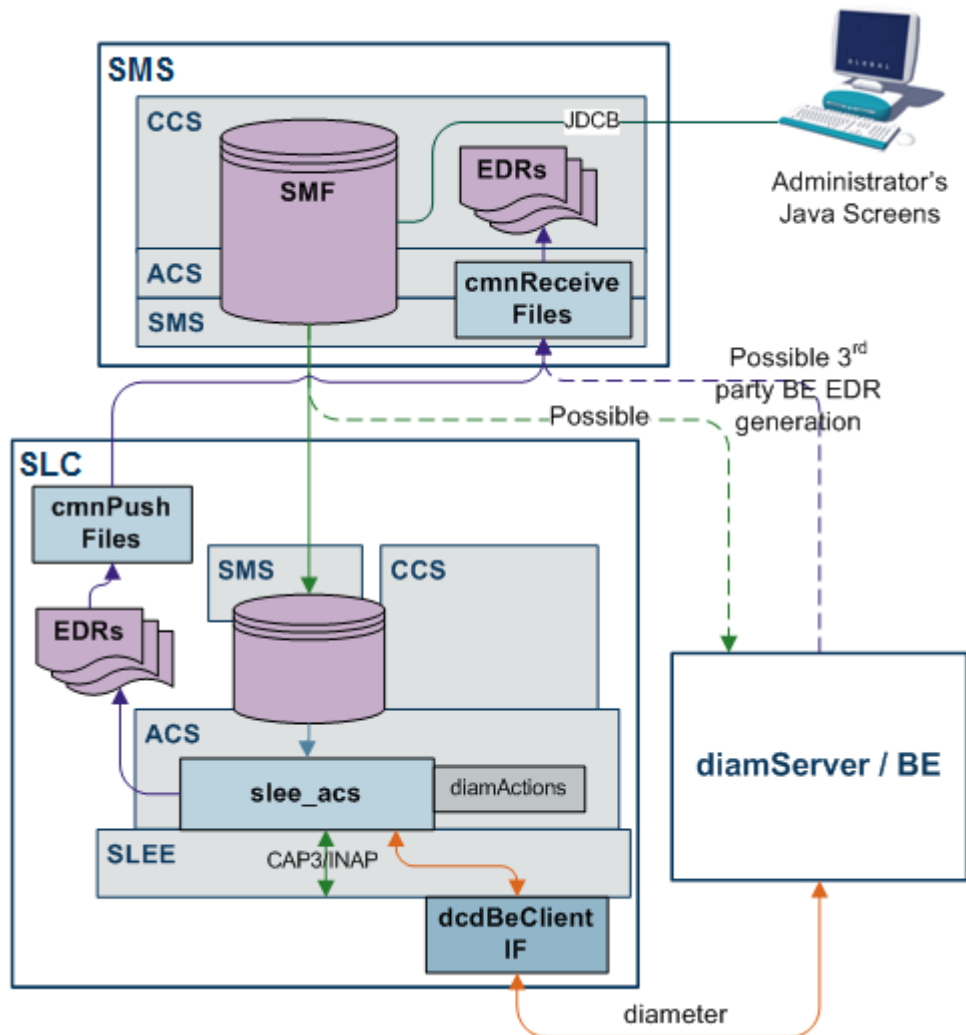 SMS
CCS
JDCB
EDRs
SMF
Administrator's
Java Screens
ACS
cmnReceive
Files
SMS
Possible 3rd
party BE EDR
generation
Possible
SLC
cmnPush
Files
SMS
CCS
EDRs
ACS
slee_acs
diamActions
diamServer / BE
SLEE
CAP3/INAP
dcdBeClient
IF
diameter